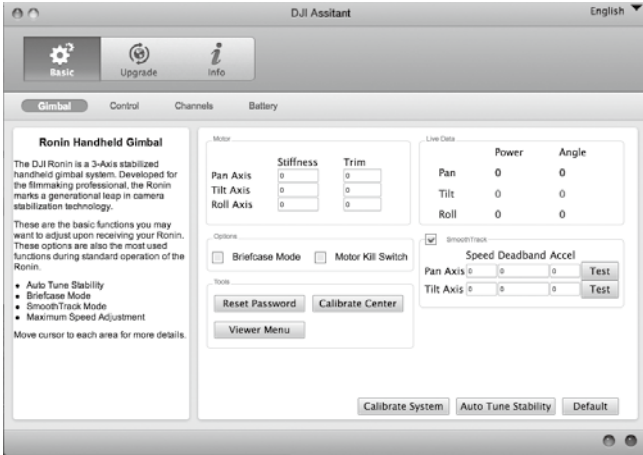 DJI Assitant
English
Basic
Upgrade
Info
Gimbal
Control
Channels
Battery
Ronin Handheld Gimbal
The DJI Ronin is a 3-Axis stabilized
handheld gimbal system. Developed for
the filmmaking professional, the Ronin
marks a generational leap in camera
stabilization technology.
These are the basic functions you may
want to adjust upon receiving your Ronin.
These options are also the most used
functions during standard operation of the
Ronin.
• Auto Tune Stability
• Briefcase Mode
• SmoothTrack Mode
• Maximum Speed Adjustment
Move cursor to each area for more details.
Motor
Stiffness Trim
Pan Axis 0 0
Tilt Axis 0 0
Roll Axis 0 0
Options
Briefcase Mode Motor Kill Switch
Tools
Reset Password Calibrate Center
Viewer Menu
Live Data
Power Angle
Pan 0 0
Tilt 0 0
Roll 0 0
SmoothTrack
Speed Deadband Accel
Pan Axis 0 0 0 Test
Tilt Axis 0 0 0 Test
Calibrate System Auto Tune Stability Default